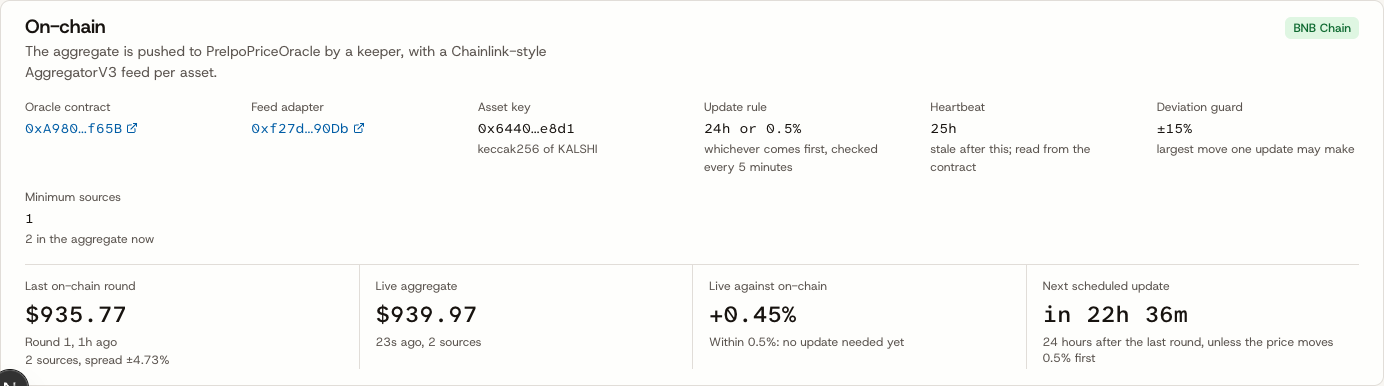 On-chain
BNB Chain
The aggregate is pushed to PreIpoPriceOracle by a keeper, with a Chainlink-style
AggregatorV3 feed per asset.
Oracle contract
0xA980…f65B
Feed adapter
0xf27d…90Db
Asset key
0x6440…e8d1
keccak256 of KALSHI
Update rule
24h or 0.5%
whichever comes first, checked
every 5 minutes
Heartbeat
25h
stale after this; read from the
contract
Deviation guard
±15%
largest move one update may make
Minimum sources
1
2 in the aggregate now
Last on-chain round
$935.77
Round 1, 1h ago
2 sources, spread ±4.73%
Live aggregate
$939.97
23s ago, 2 sources
Live against on-chain
+0.45%
Within 0.5%: no update needed yet
Next scheduled update
in 22h 36m
24 hours after the last round, unless the price moves
0.5% first